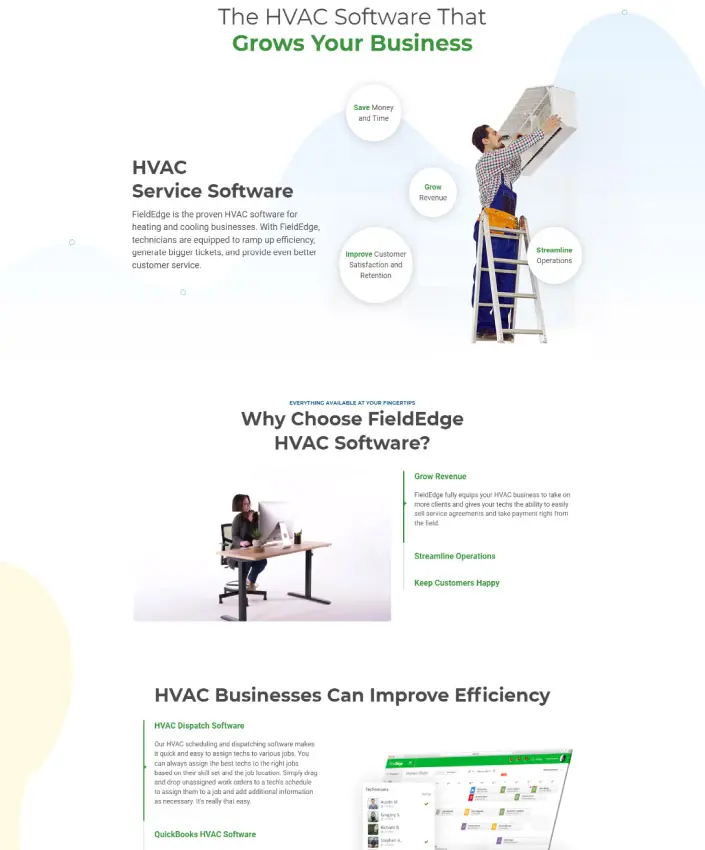 The HVAC Software That
Grows Your Business
Save Money
and Time
HVAC
Service Software
Grow
Revenue
FieldEdge is the proven HVAC software for
heating and cooling businesses. With FieldEdge,
technicians are equipped to ramp up efficiency,
generate bigger tickets, and provide even better
customer service.
Improve Customer
Satisfaction and
Retention
Streamline
Operations
EVERYTHING AVAILABLE AT YOUR FINGERTIPS
Why Choose FieldEdge
HVAC Software?
Grow Revenue
FieldEdge fully equips your HVAC business to take on
more clients and gives your techs the ability to easily
sell service agreements and take payment right from
the field.
Streamline Operations
Keep Customers Happy
HVAC Businesses Can Improve Efficiency
HVAC Dispatch Software
Our HVAC scheduling and dispatching software makes
it quick and easy to assign techs to various jobs. You
can always assign the best techs to the right jobs
based on their skill set and the job location. Simply drag
and drop unassigned work orders to a tech's schedule
to assign them to a job and add additional information
as necessary. It's really that easy.
QuickBooks HVAC Software
Technicians
Austin M.
Gregory S.
Richard B.
Stephen A.